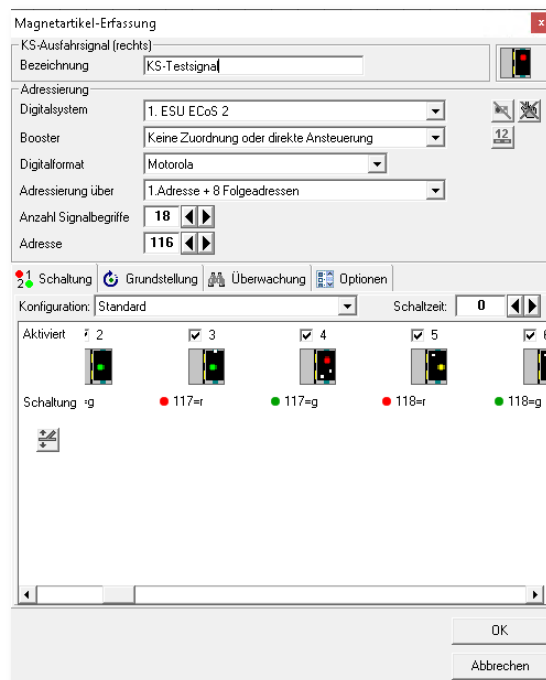 Magnetartikel-Erfassung
x
KS-Ausfahrsignal (rechts)
Bezeichnung KS-Testsignal
Adressierung
Digitalsystem 1. ESU ECoS 2
Booster Keine Zuordnung oder direkte Ansteuerung
12
Digitalformat Motorola
Adressierung über 1.Adresse + 8 Folgeadressen
Anzahl Signalbegriffe 18
Adresse 116
1 2 Schaltung Grundstellung Überwachung Optionen
Konfiguration: Standard Schaltzeit: 0
Aktiviert 2 3 4 5
Schaltung =g 117=r 117=g 118=r 118=g
OK
Abbrechen